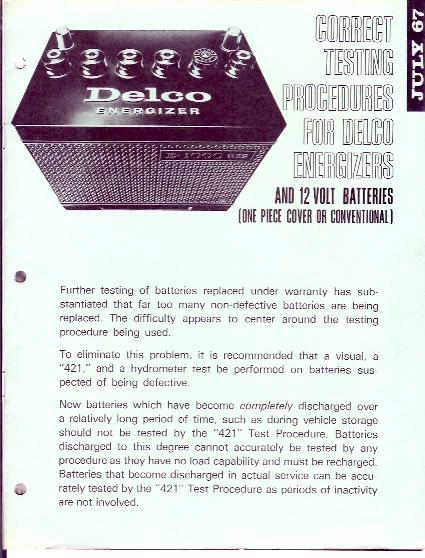 JULY 67
CORRECT
TESTING
PROCEDURES
FOR DELCO
ENERGIZERS
AND 12 VOLT BATTERIES
(ONE PIECE COVER OR CONVENTIONAL)
Delco
ENERGIZER
E-1000
Further testing of batteries replaced under warranty has sub-
stantiated that far too many non-defective batteries are being
replaced. The difficulty appears to center around the testing
procedure being used.
To eliminate this problem, it is recommended that a visual, a
"421," and a hydrometer test be performed on batteries sus-
pected of being defective.
New batteries which have become completely discharged over
a relatively long period of time, such as during vehicle storage
should not be tested by the "421" Test Procedure. Batteries
discharged to this degree cannot accurately be tested by any
procedure as they have no load capability and must be recharged.
Batteries that become discharged in actual service can be accu-
rately tested by the "421" Test Procedure as periods of inactivity
are not involved.